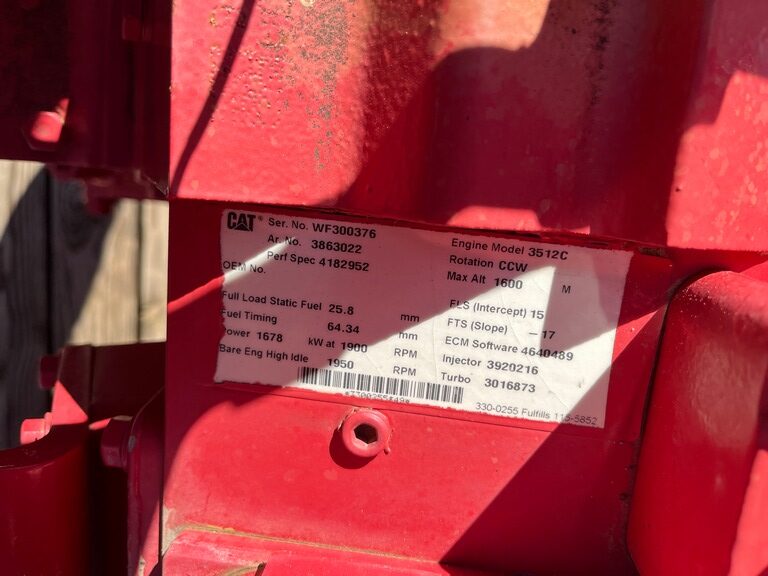 CAT® Ser. No. WF300376 Engine Model 3512C
Ar. No. 3863022 Rotation CCW
Perf Spec 4182952 Max Alt 1600 M
OEM No.
Full Load Static Fuel 25.8 mm FLS (Intercept) 15
Fuel Timing 64.34 mm FTS (Slope) -17
Power 1678 kW at 1900 RPM ECM Software 4640489
Bare Eng High Idle 1950 RPM Injector 3920216
Turbo 3016873
*3300255#49*
330-0255 Fulfills 115-5852